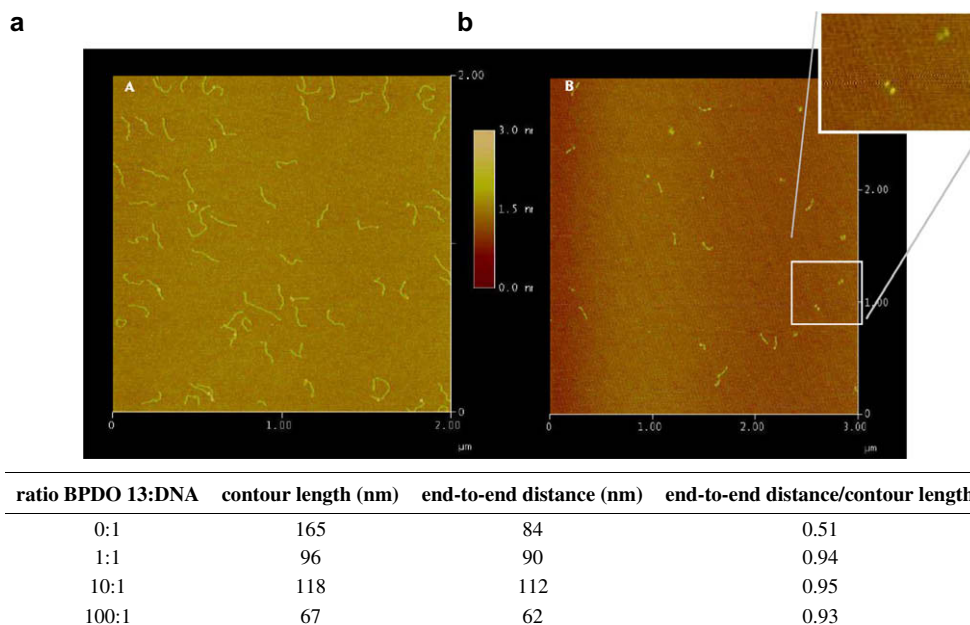 a b
A
B
2.00
3.0 nm
1.5 nm
0.0 nm
2.00
1.00
0
0
0 1.00 2.00
µm
0 1.00 2.00 3.00
µm
ratio BPDO 13:DNA contour length (nm) end-to-end distance (nm) end-to-end distance/contour length
0:1 165 84 0.51
1:1 96 90 0.94
10:1 118 112 0.95
100:1 67 62 0.93